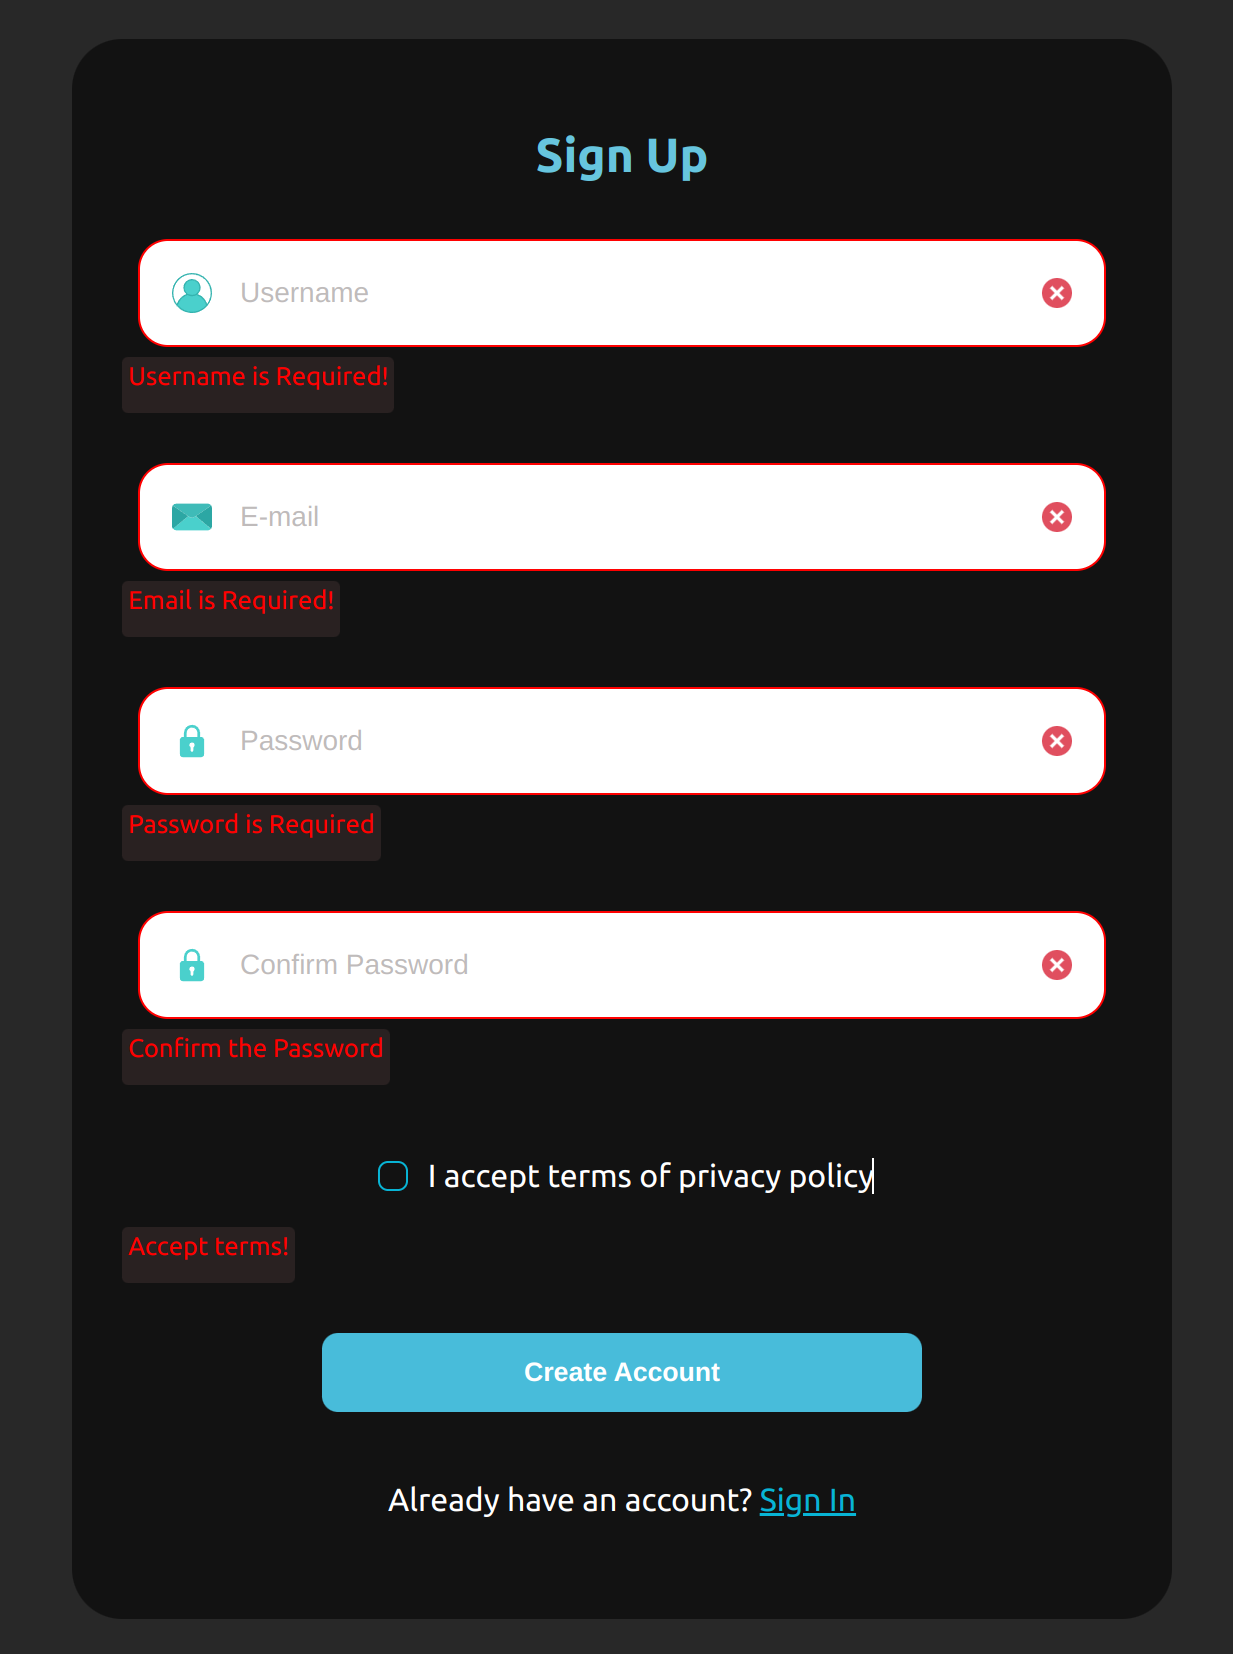 Sign Up
Username
Username is Required!
E-mail
Email is Required!
Password
Password is Required
Confirm Password
Confirm the Password
I accept terms of privacy policy
Accept terms!
Create Account
Already have an account? Sign In